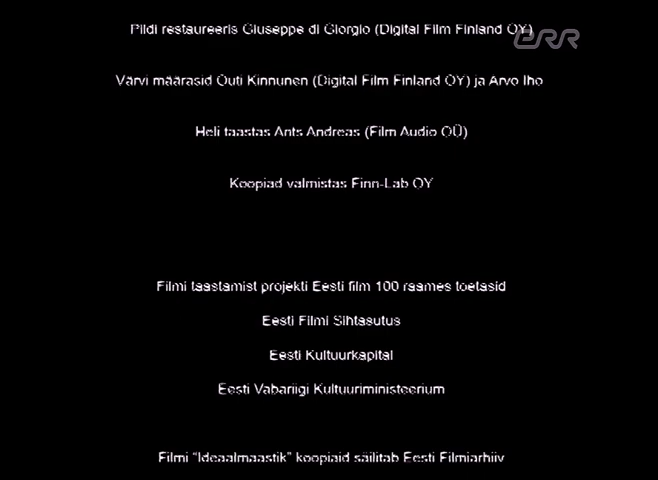 Pildi restaureeris Giuseppe di Giorgio (Digital Film Finland OY)
err
Värvi määrasid Outi Kinnunen (Digital Film Finland OY) ja Arvo Iho
Heli taastas Ants Andreas (Film Audio OÜ)
Koopiad valmistas Finn-Lab OY
Filmi taastamist projekti Eesti film 100 raames toetasid
Eesti Filmi Sihtasutus
Eesti Kultuurkapital
Eesti Vabariigi Kultuuriministeerium
Filmi "Ideaalmaastik" koopiaid säilitab Eesti Filmiarhiiv